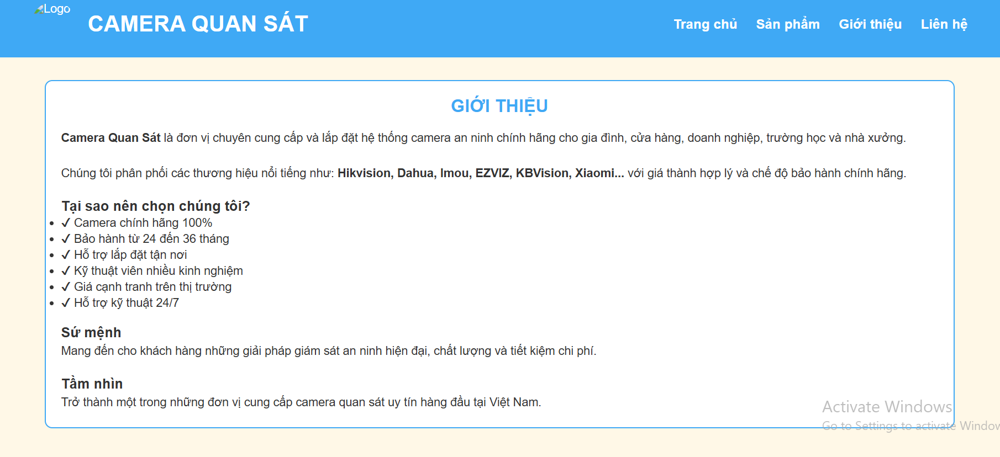 Logo
CAMERA QUAN SÁT
Trang chủ Sản phẩm Giới thiệu Liên hệ
GIỚI THIỆU
Camera Quan Sát là đơn vị chuyên cung cấp và lắp đặt hệ thống camera an ninh chính hãng cho gia đình, cửa hàng, doanh nghiệp, trường học và nhà xưởng.
Chúng tôi phân phối các thương hiệu nổi tiếng như: Hikvision, Dahua, Imou, EZVIZ, KBVision, Xiaomi... với giá thành hợp lý và chế độ bảo hành chính hãng.
Tại sao nên chọn chúng tôi?
• ✔ Camera chính hãng 100%
• ✔ Bảo hành từ 24 đến 36 tháng
• ✔ Hỗ trợ lắp đặt tận nơi
• ✔ Kỹ thuật viên nhiều kinh nghiệm
• ✔ Giá cạnh tranh trên thị trường
• ✔ Hỗ trợ kỹ thuật 24/7
Sứ mệnh
Mang đến cho khách hàng những giải pháp giám sát an ninh hiện đại, chất lượng và tiết kiệm chi phí.
Tầm nhìn
Trở thành một trong những đơn vị cung cấp camera quan sát uy tín hàng đầu tại Việt Nam.
Activate Windows
Go to Settings to activate Window